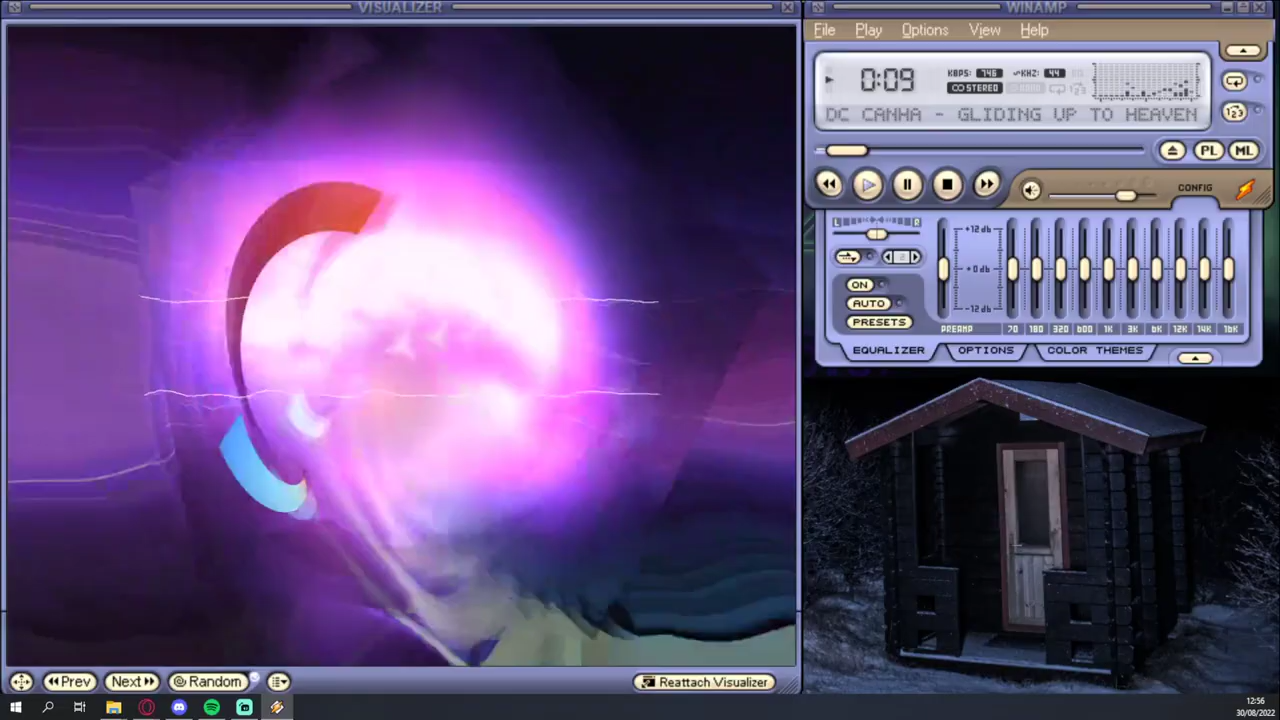 VISUALIZER
Prev
Next
Random
Reattach Visualizer
WINAMP
File Play Options View Help
0:09
KBPS: 746 KHZ: 44
STEREO
DC CANHA - GLIDING UP TO HEAVEN
PL ML
CONFIG
L R
2
ON
AUTO
PRESETS
+12 db
+0 db
-12 db
PREAMP 70 180 320 600 1K 3K 6K 12K 14K 16K
EQUALIZER OPTIONS COLOR THEMES
12:56
30/08/2022